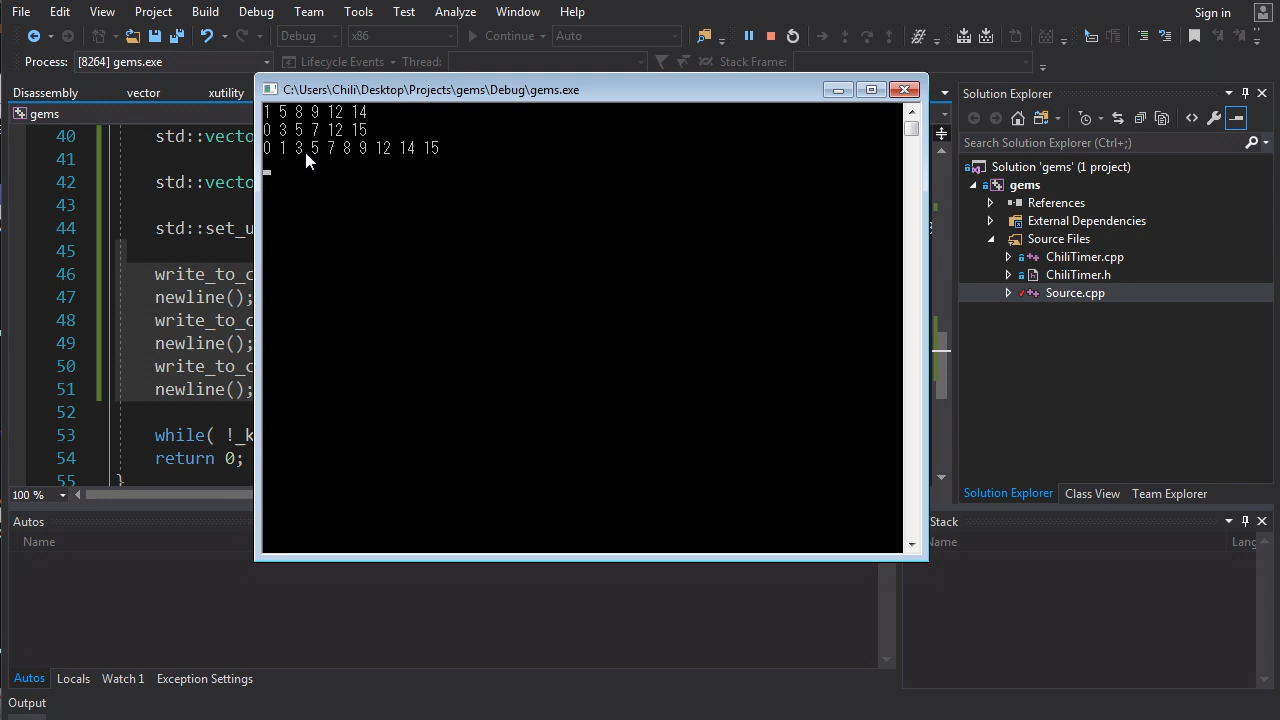 File Edit View Project Build Debug Team Tools Test Analyze Window Help Sign in
Debug x86 Continue Auto
Process: [8264] gems.exe Lifecycle Events Thread: Stack Frame:
Disassembly vector xutility
gems
C:\Users\Chili\Desktop\Projects\gems\Debug\gems.exe
1 5 8 9 12 14
0 3 5 7 12 15
0 1 3 5 7 8 9 12 14 15
40 std::vecto
41
42 std::vecto
43
44 std::set_u
45
46 write_to_c
47 newline();
48 write_to_c
49 newline();
50 write_to_c
51 newline();
52
53 while( !_k
54 return 0;
55 }
100 %
Solution Explorer
Search Solution Explorer (Ctrl+;)
Solution 'gems' (1 project)
gems
References
External Dependencies
Source Files
ChiliTimer.cpp
ChiliTimer.h
Source.cpp
Solution Explorer Class View Team Explorer
Autos
Name
Stack
Name Lang
Autos Locals Watch 1 Exception Settings
Output